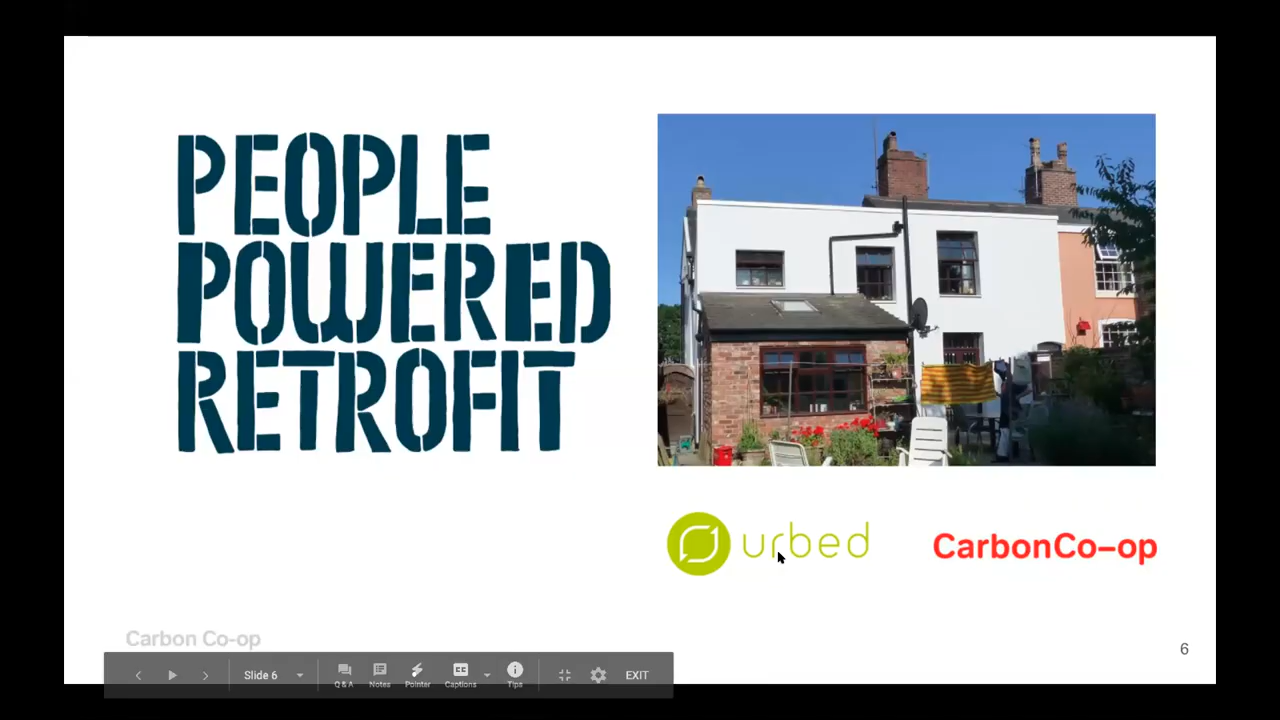 PEOPLE
POWERED
RETROFIT
urbed
CarbonCo-op
Carbon Co-op
6
Slide 6
Q & A
Notes
Pointer
Captions
Tips
EXIT